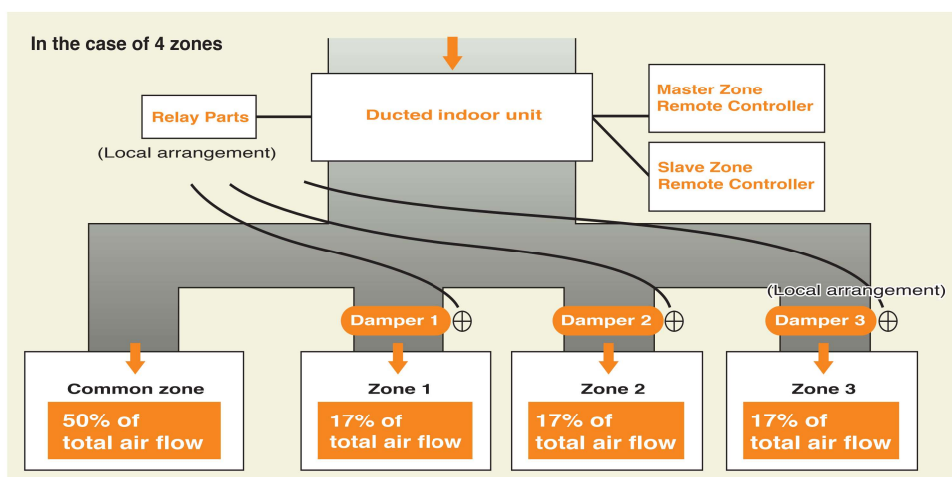 In the case of 4 zones
Relay Parts
(Local arrangement)
Ducted indoor unit
Master Zone
Remote Controller
Slave Zone
Remote Controller
(Local arrangement)
Damper 1
Damper 2
Damper 3
Common zone
50% of
total air flow
Zone 1
17% of
total air flow
Zone 2
17% of
total air flow
Zone 3
17% of
total air flow